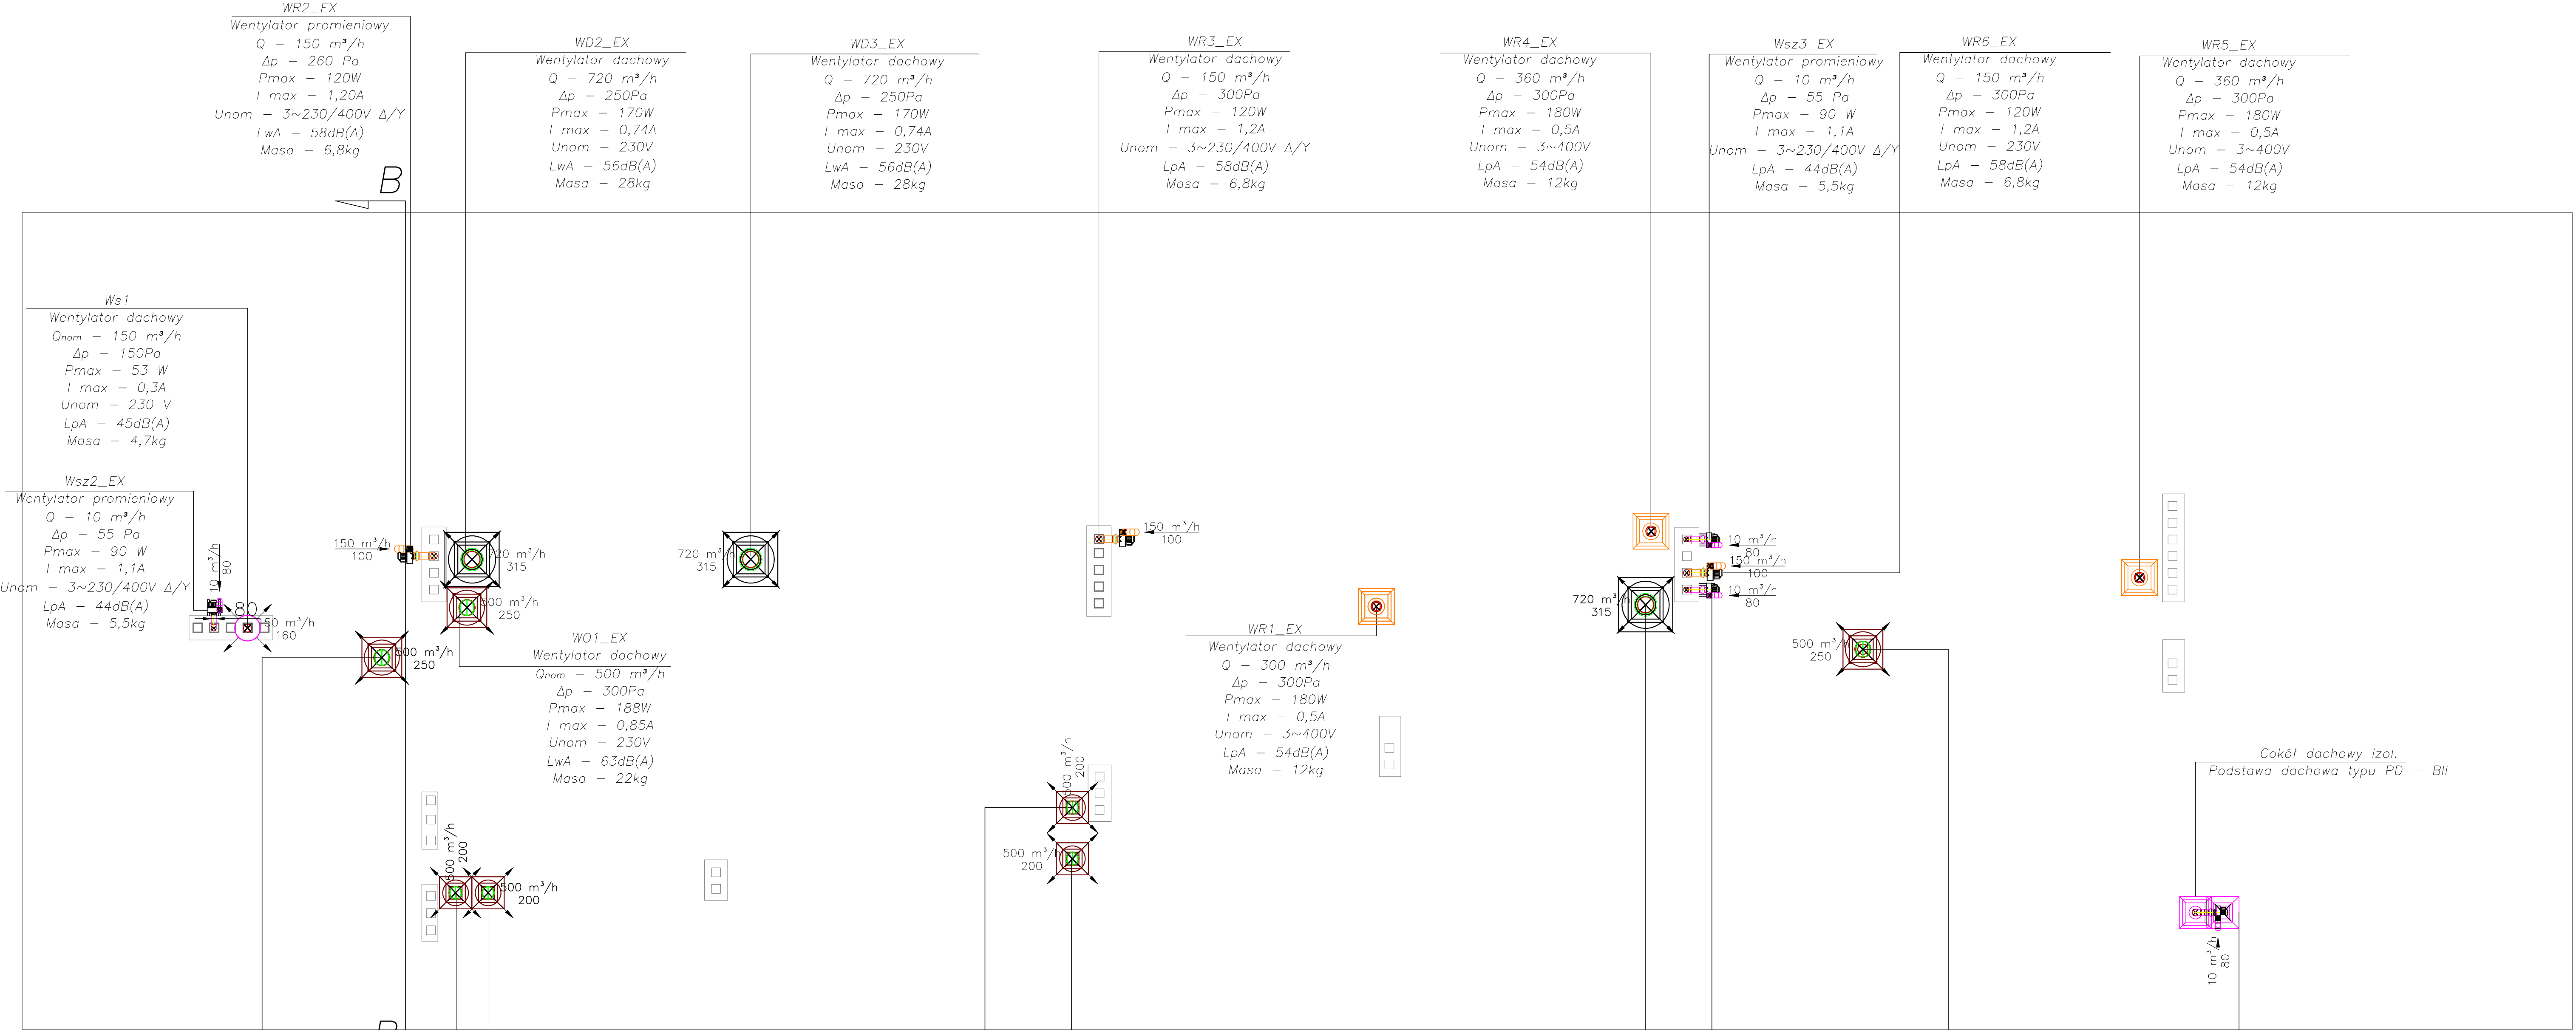 WR2_EX
Wentylator promieniowy
Q – 150 m³/h
Δp – 260 Pa
Pmax – 120W
I max – 1,20A
Unom – 3~230/400V Δ/Y
LwA – 58dB(A)
Masa – 6,8kg
WD2_EX
Wentylator dachowy
Q – 720 m³/h
Δp – 250Pa
Pmax – 170W
I max – 0,74A
Unom – 230V
LwA – 56dB(A)
Masa – 28kg
WD3_EX
Wentylator dachowy
Q – 720 m³/h
Δp – 250Pa
Pmax – 170W
I max – 0,74A
Unom – 230V
LwA – 56dB(A)
Masa – 28kg
WR3_EX
Wentylator dachowy
Q – 150 m³/h
Δp – 300Pa
Pmax – 120W
I max – 1,2A
Unom – 3~230/400V Δ/Y
LpA – 58dB(A)
Masa – 6,8kg
WR4_EX
Wentylator dachowy
Q – 360 m³/h
Δp – 300Pa
Pmax – 180W
I max – 0,5A
Unom – 3~400V
LpA – 54dB(A)
Masa – 12kg
Wsz3_EX
Wentylator promieniowy
Q – 10 m³/h
Δp – 55 Pa
Pmax – 90 W
I max – 1,1A
Unom – 3~230/400V Δ/Y
LpA – 44dB(A)
Masa – 5,5kg
WR6_EX
Wentylator dachowy
Q – 150 m³/h
Δp – 300Pa
Pmax – 120W
I max – 1,2A
Unom – 230V
LpA – 58dB(A)
Masa – 6,8kg
WR5_EX
Wentylator dachowy
Q – 360 m³/h
Δp – 300Pa
Pmax – 180W
I max – 0,5A
Unom – 3~400V
LpA – 54dB(A)
Masa – 12kg
B
Ws1
Wentylator dachowy
Qnom – 150 m³/h
Δp – 150Pa
Pmax – 53 W
I max – 0,3A
Unom – 230 V
LpA – 45dB(A)
Masa – 4,7kg
Wsz2_EX
Wentylator promieniowy
Q – 10 m³/h
Δp – 55 Pa
Pmax – 90 W
I max – 1,1A
Unom – 3~230/400V Δ/Y
LpA – 44dB(A)
Masa – 5,5kg
10 m³/h
80
80
150 m³/h
160
150 m³/h
100
720 m³/h
315
500 m³/h
250
500 m³/h
250
720 m³/h
315
150 m³/h
100
10 m³/h
80
150 m³/h
100
10 m³/h
80
720 m³/h
315
500 m³/h
250
WO1_EX
Wentylator dachowy
Qnom – 500 m³/h
Δp – 300Pa
Pmax – 188W
I max – 0,85A
Unom – 230V
LwA – 63dB(A)
Masa – 22kg
WR1_EX
Wentylator dachowy
Q – 300 m³/h
Δp – 300Pa
Pmax – 180W
I max – 0,5A
Unom – 3~400V
LpA – 54dB(A)
Masa – 12kg
500 m³/h
200
500 m³/h
200
500 m³/h
200
500 m³/h
200
Cokół dachowy izol.
Podstawa dachowa typu PD – BII
10 m³/h
80
B